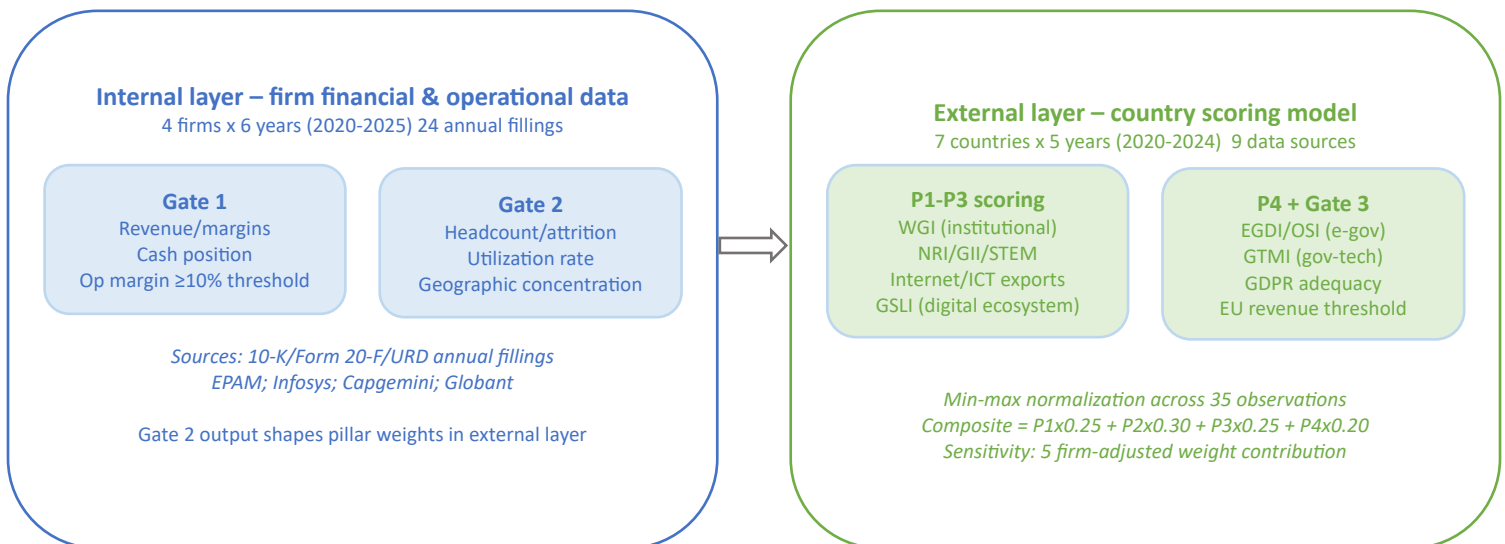 Internal layer – firm financial & operational data
4 firms x 6 years (2020-2025) 24 annual fillings
Gate 1
Revenue/margins
Cash position
Op margin ≥10% threshold
Gate 2
Headcount/attrition
Utilization rate
Geographic concentration
Sources: 10-K/Form 20-F/URD annual fillings
EPAM; Infosys; Capgemini; Globant
Gate 2 output shapes pillar weights in external layer
External layer – country scoring model
7 countries x 5 years (2020-2024) 9 data sources
P1-P3 scoring
WGI (institutional)
NRI/GII/STEM
Internet/ICT exports
GSLI (digital ecosystem)
P4 + Gate 3
EGDI/OSI (e-gov)
GTMI (gov-tech)
GDPR adequacy
EU revenue threshold
Min-max normalization across 35 observations
Composite = P1x0.25 + P2x0.30 + P3x0.25 + P4x0.20
Sensitivity: 5 firm-adjusted weight contribution